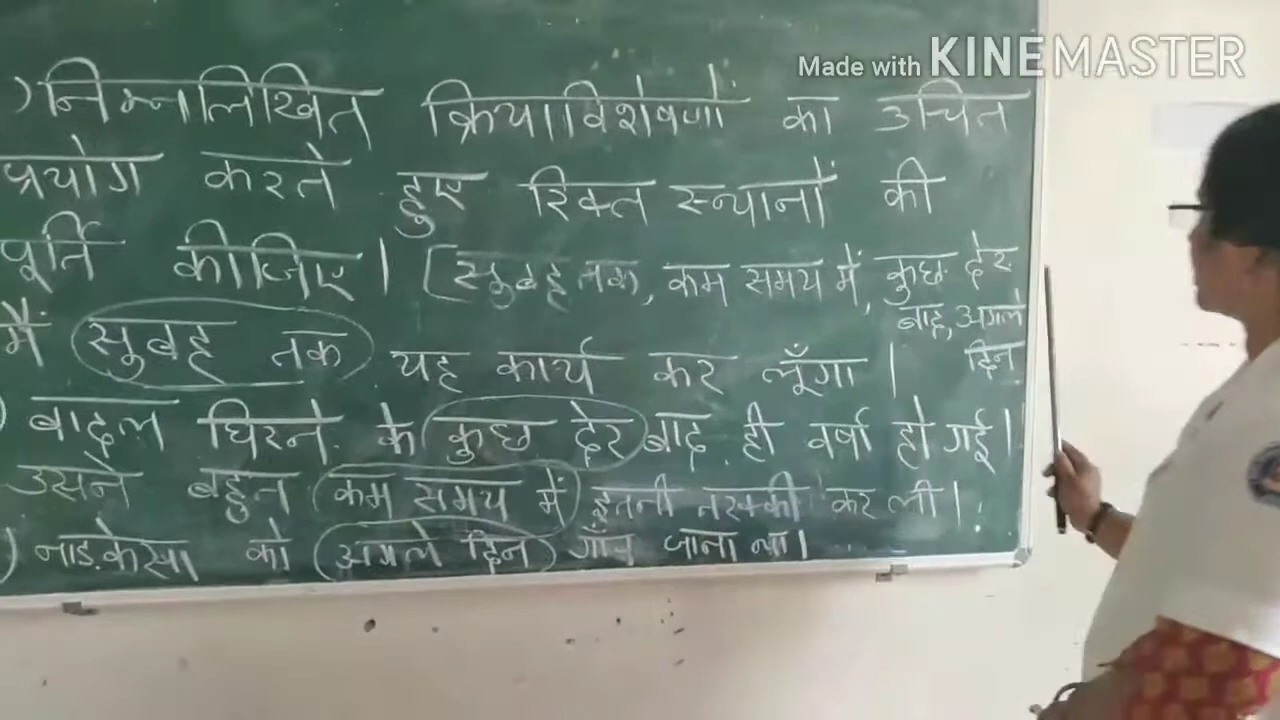 Made with KINEMASTER
)निम्नलिखित क्रियाविशेषणों का उचित
प्रयोग करते हुए रिक्त स्थानों की
पूर्ति कीजिए। [सुबह तक, कम समय में, कुछ देर
बाद, अगले
दिन
मैं सुबह तक यह कार्य कर लूँगा।
) बादल घिरने के कुछ देर बाद ही वर्षा हो गई।
उसने बहुत कम समय में इतनी तरक्की कर ली।
) को अगले दिन गाँव जाना था।